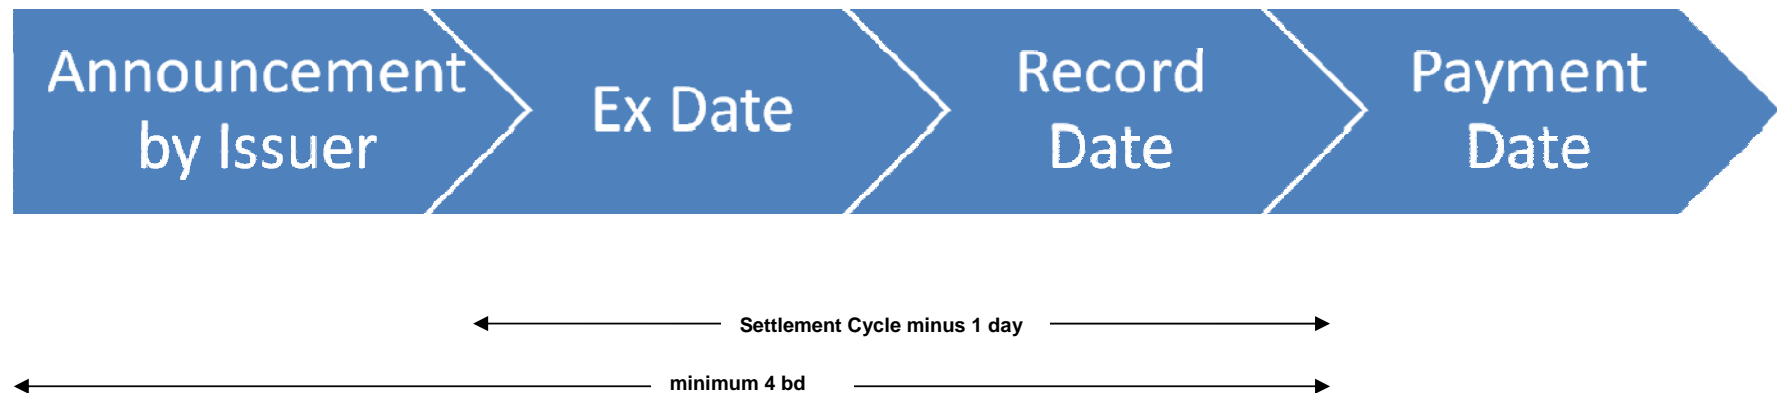 Announcement
by Issuer
Ex Date
Record
Date
Payment
Date
Settlement Cycle minus 1 day
minimum 4 bd